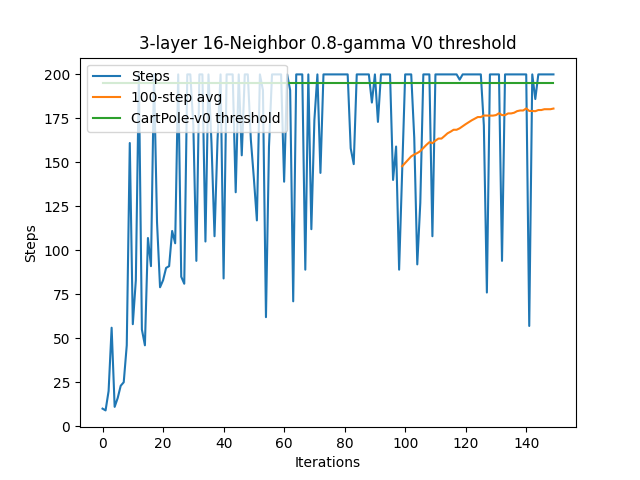 3-layer 16-Neighbor 0.8-gamma V0 threshold
Steps
100-step avg
CartPole-v0 threshold
200
175
150
125
100
75
50
25
0
Steps
0 20 40 60 80 100 120 140
Iterations